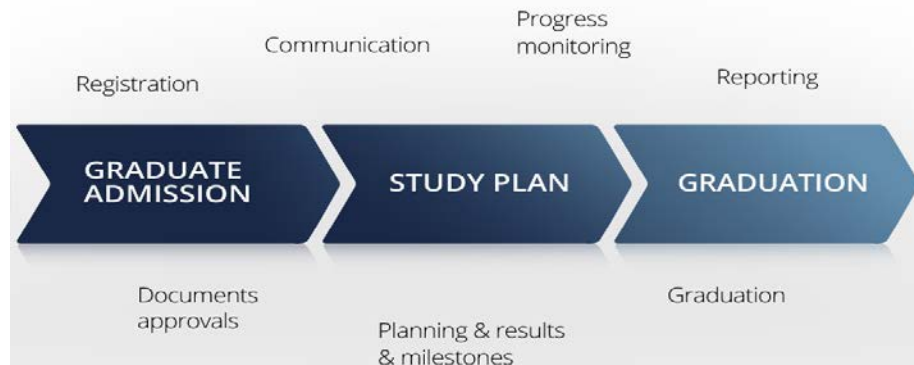 Progress
monitoring
Communication
Reporting
Registration
GRADUATE
ADMISSION
STUDY PLAN
GRADUATION
Documents
approvals
Graduation
Planning & results
& milestones